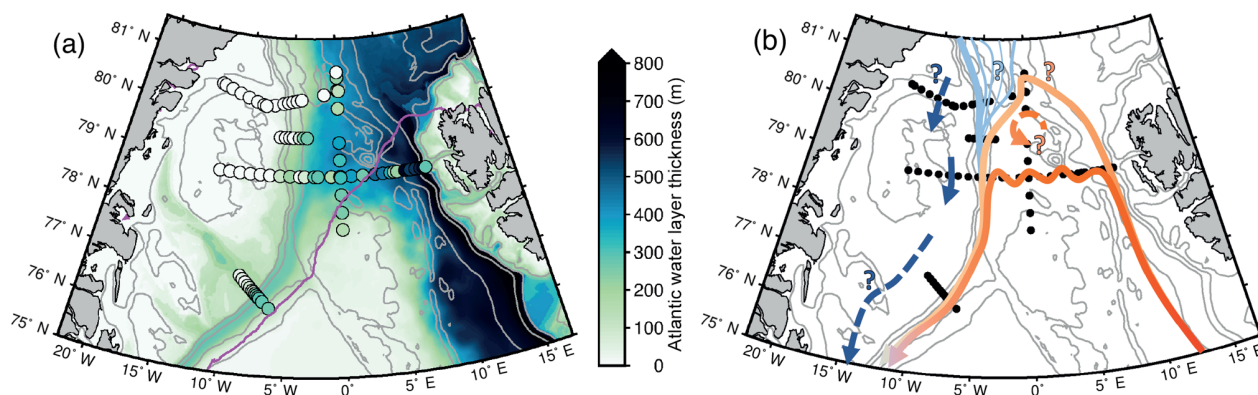 (a)
81° N
80° N
79° N
78° N
77° N
76° N
75° N
20° W
15° W
10° W
5° W
0°
5° E
10° E
15° E
800
700
600
500
400
300
200
100
0
Atlantic water layer thickness (m)
(b)
81° N
80° N
79° N
78° N
77° N
76° N
75° N
20° W
15° W
10° W
5° W
0°
5° E
10° E
15° E
?
?
?
?
?